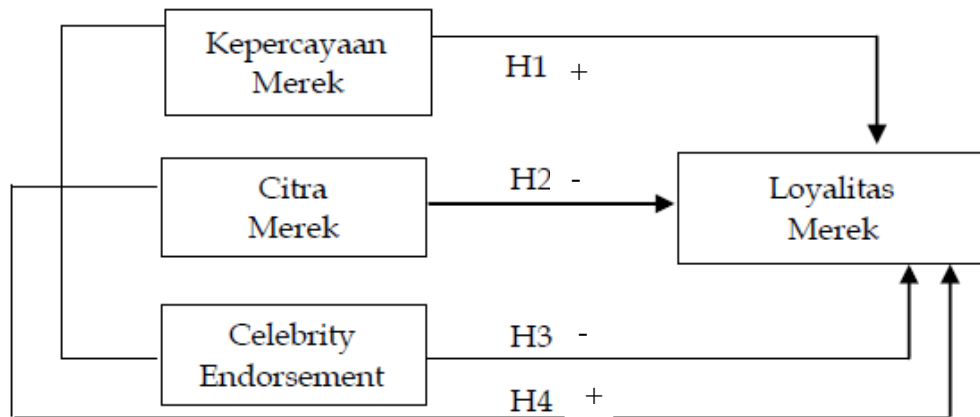 Kepercayaan
Merek
H1 +
Citra
Merek
H2 -
Loyalitas
Merek
Celebrity
Endorsement
H3 -
H4 +